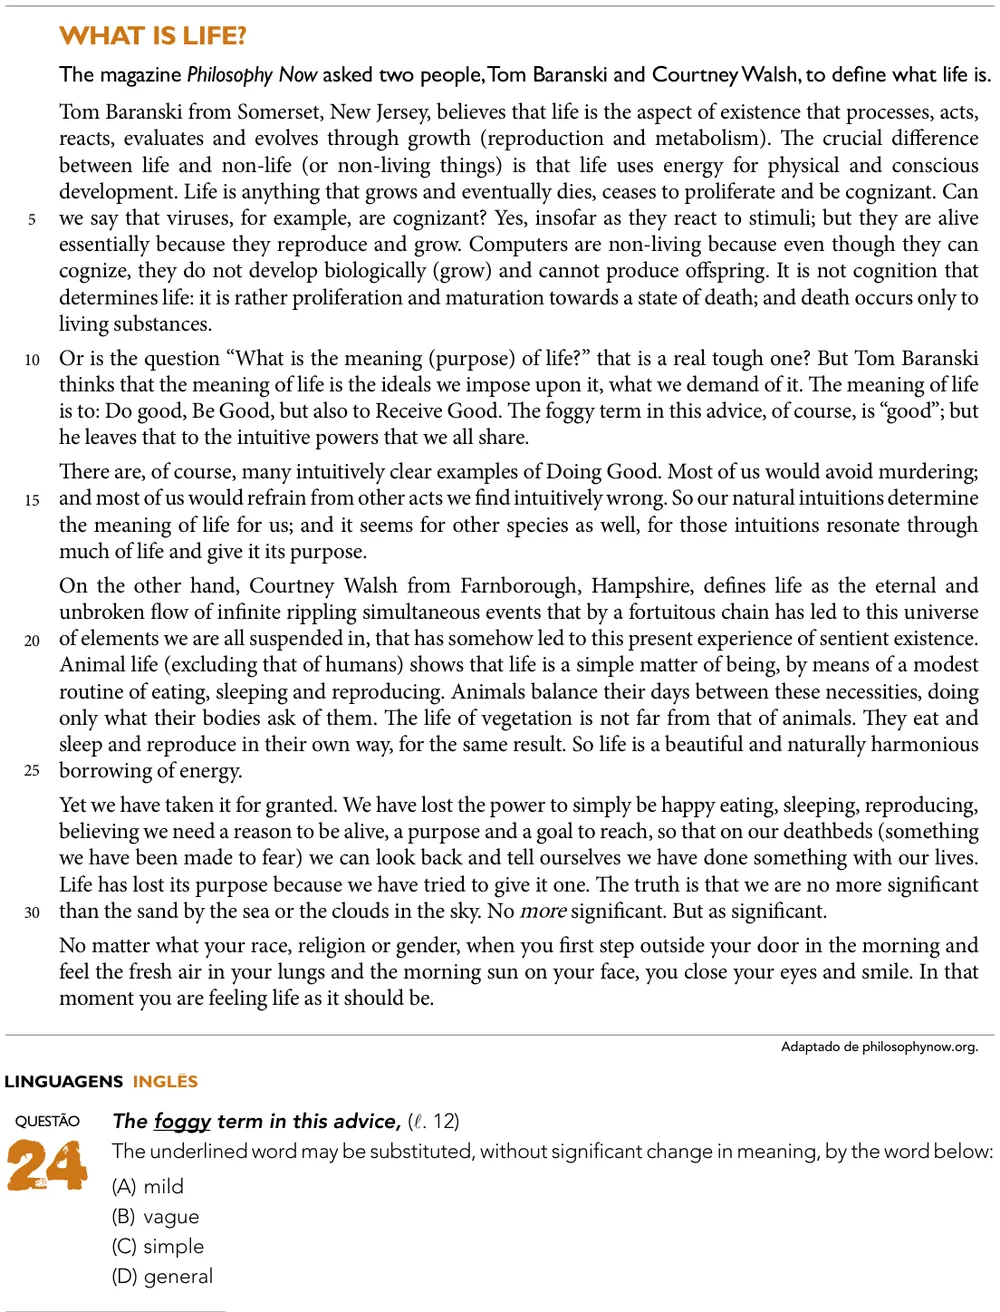 WHAT IS LIFE?
The magazine Philosophy Now asked two people, Tom Baranski and Courtney Walsh, to define what life is.
Tom Baranski from Somerset, New Jersey, believes that life is the aspect of existence that processes, acts,
reacts, evaluates and evolves through growth (reproduction and metabolism). The crucial difference
between life and non-life (or non-living things) is that life uses energy for physical and conscious
development. Life is anything that grows and eventually dies, ceases to proliferate and be cognizant. Can
5 we say that viruses, for example, are cognizant? Yes, insofar as they react to stimuli; but they are alive
essentially because they reproduce and grow. Computers are non-living because even though they can
cognize, they do not develop biologically (grow) and cannot produce offspring. It is not cognition that
determines life: it is rather proliferation and maturation towards a state of death; and death occurs only to
living substances.
10 Or is the question “What is the meaning (purpose) of life?” that is a real tough one? But Tom Baranski
thinks that the meaning of life is the ideals we impose upon it, what we demand of it. The meaning of life
is to: Do good, Be Good, but also to Receive Good. The foggy term in this advice, of course, is “good”; but
he leaves that to the intuitive powers that we all share.
There are, of course, many intuitively clear examples of Doing Good. Most of us would avoid murdering;
15 and most of us would refrain from other acts we find intuitively wrong. So our natural intuitions determine
the meaning of life for us; and it seems for other species as well, for those intuitions resonate through
much of life and give it its purpose.
On the other hand, Courtney Walsh from Farnborough, Hampshire, defines life as the eternal and
unbroken flow of infinite rippling simultaneous events that by a fortuitous chain has led to this universe
20 of elements we are all suspended in, that has somehow led to this present experience of sentient existence.
Animal life (excluding that of humans) shows that life is a simple matter of being, by means of a modest
routine of eating, sleeping and reproducing. Animals balance their days between these necessities, doing
only what their bodies ask of them. The life of vegetation is not far from that of animals. They eat and
sleep and reproduce in their own way, for the same result. So life is a beautiful and naturally harmonious
25 borrowing of energy.
Yet we have taken it for granted. We have lost the power to simply be happy eating, sleeping, reproducing,
believing we need a reason to be alive, a purpose and a goal to reach, so that on our deathbeds (something
we have been made to fear) we can look back and tell ourselves we have done something with our lives.
Life has lost its purpose because we have tried to give it one. The truth is that we are no more significant
30 than the sand by the sea or the clouds in the sky. No more significant. But as significant.
No matter what your race, religion or gender, when you first step outside your door in the morning and
feel the fresh air in your lungs and the morning sun on your face, you close your eyes and smile. In that
moment you are feeling life as it should be.
Adaptado de philosophynow.org.
LINGUAGENS INGLÊS
QUESTÃO
24
The foggy term in this advice, (ℓ. 12)
The underlined word may be substituted, without significant change in meaning, by the word below:
(A) mild
(B) vague
(C) simple
(D) general